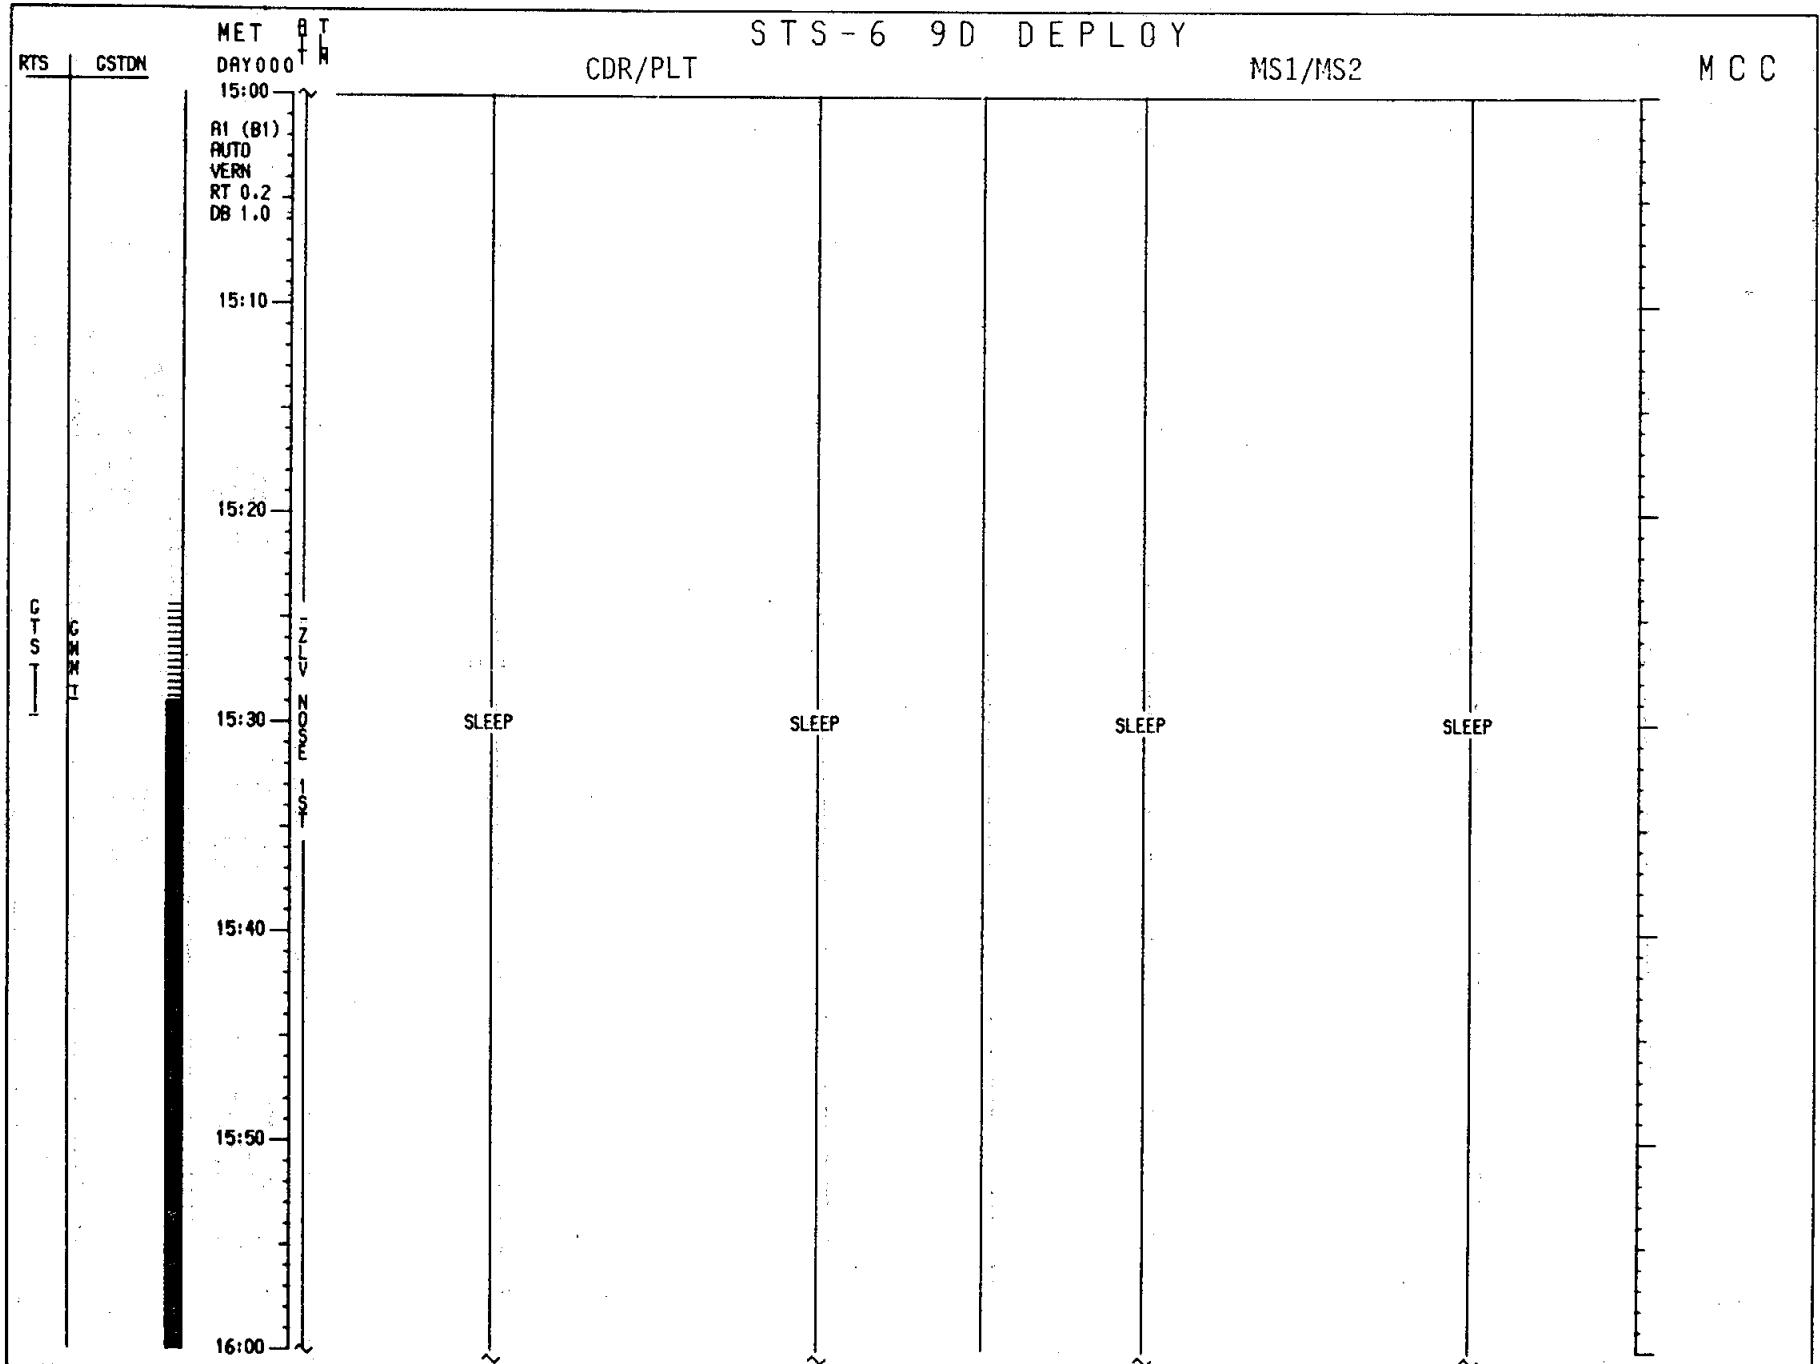 STS-6 9D DEPLOY
MET ATT TR
RTS GSTDN DAY000 CDR/PLT MS1/MS2 MCC
15:00
A1 (B1)
AUTO
VERN
RT 0.2
DB 1.0
15:10
15:20
GTS
-ZLV NOSE 1ST
15:30 SLEEP SLEEP SLEEP SLEEP
15:40
15:50
16:00